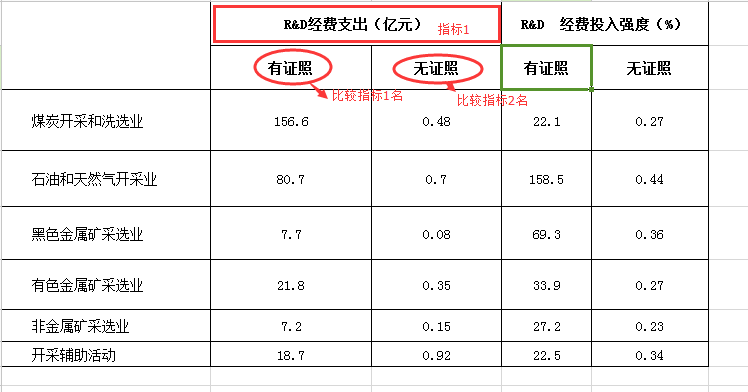 R&D经费支出（亿元） 指标1 R&D 经费投入强度（%）
有证照 无证照 有证照 无证照
比较指标1名 比较指标2名
煤炭开采和洗选业 156.6 0.48 22.1 0.27
石油和天然气开采业 80.7 0.7 158.5 0.44
黑色金属矿采选业 7.7 0.08 69.3 0.36
有色金属矿采选业 21.8 0.35 33.9 0.27
非金属矿采选业 7.2 0.15 27.2 0.23
开采辅助活动 18.7 0.92 22.5 0.34